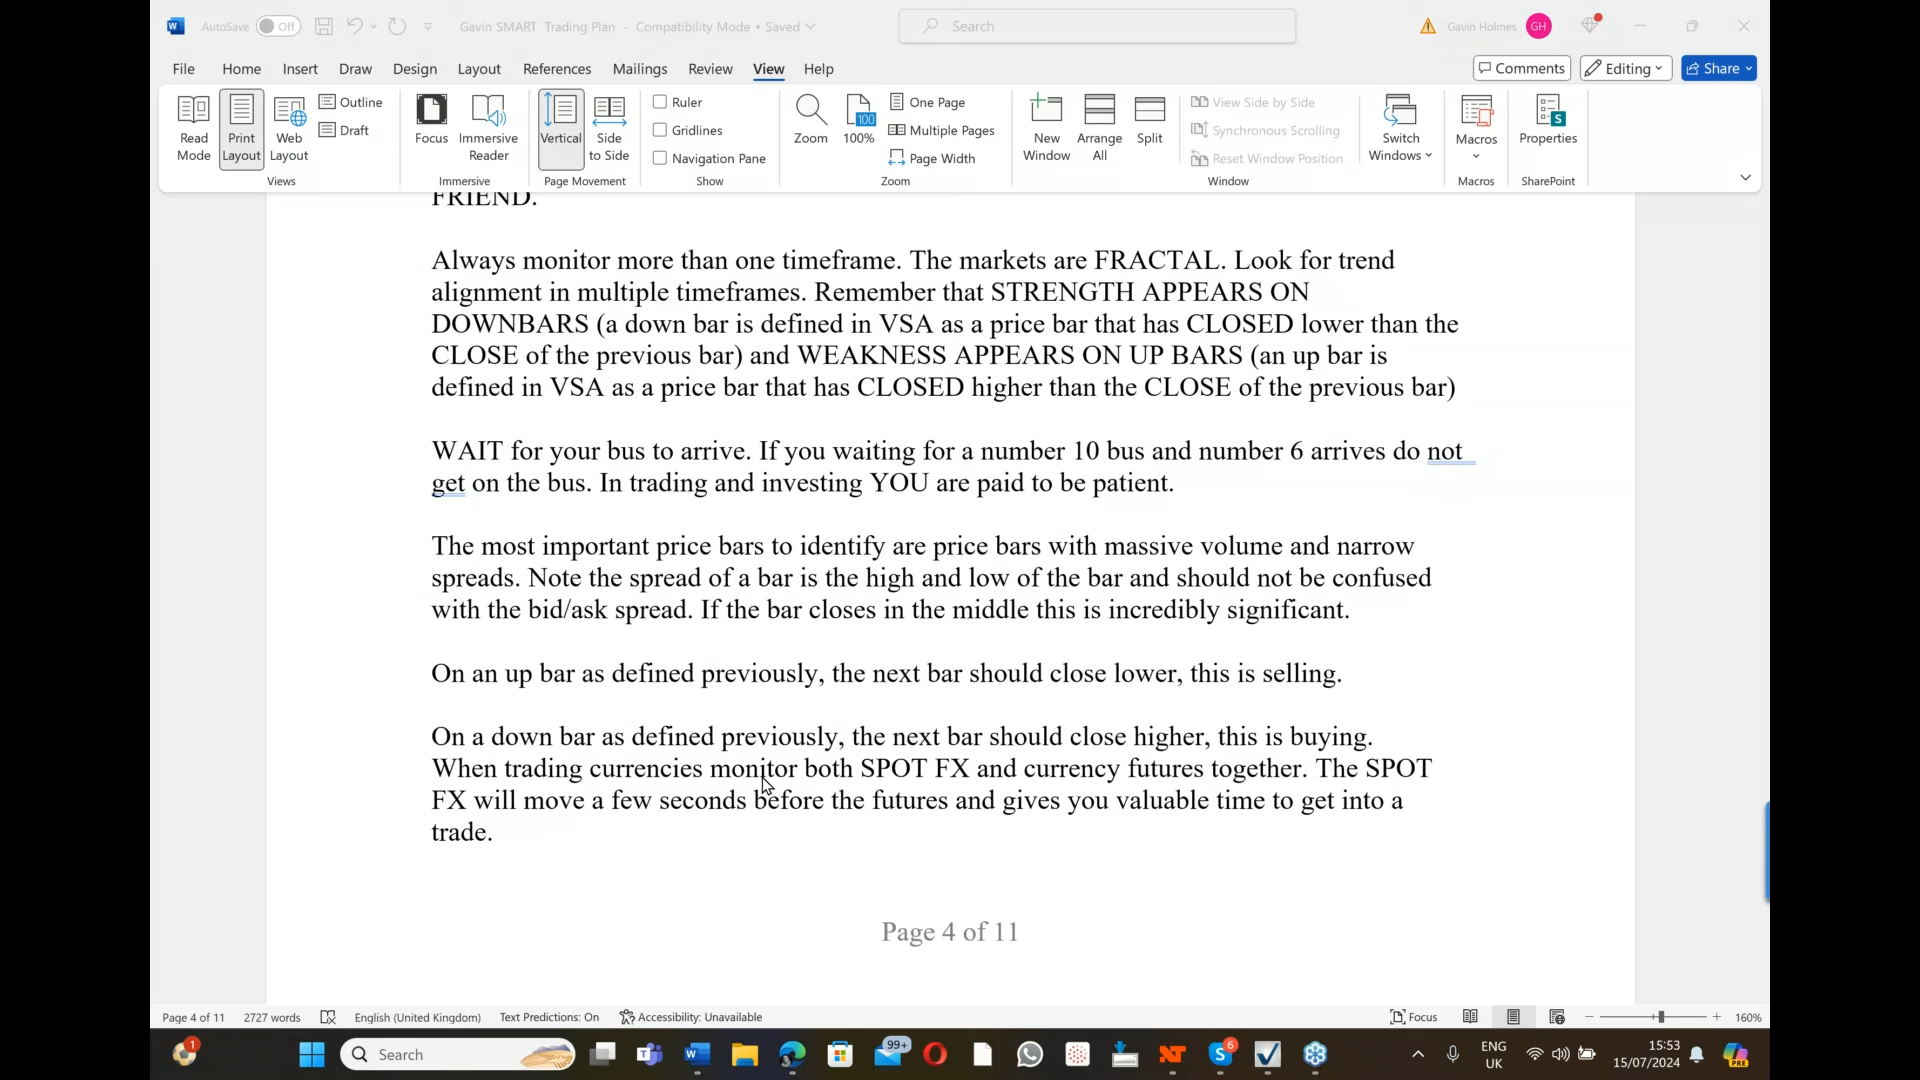 AutoSave Off Gavin SMART Trading Plan - Compatibility Mode • Saved Search Gavin Holmes GH
File Home Insert Draw Design Layout References Mailings Review View Help Comments Editing Share
Read Mode
Print Layout
Web Layout
Outline
Draft
Views
Focus
Immersive Reader
Immersive
Vertical
Side to Side
Page Movement
Ruler
Gridlines
Navigation Pane
Show
Zoom
100
100%
One Page
Multiple Pages
Page Width
Zoom
New Window
Arrange All
Split
View Side by Side
Synchronous Scrolling
Reset Window Position
Switch Windows
Window
Macros
Macros
S
Properties
SharePoint
FRIEND.
Always monitor more than one timeframe. The markets are FRACTAL. Look for trend
alignment in multiple timeframes. Remember that STRENGTH APPEARS ON
DOWNBARS (a down bar is defined in VSA as a price bar that has CLOSED lower than the
CLOSE of the previous bar) and WEAKNESS APPEARS ON UP BARS (an up bar is
defined in VSA as a price bar that has CLOSED higher than the CLOSE of the previous bar)
WAIT for your bus to arrive. If you waiting for a number 10 bus and number 6 arrives do not
get on the bus. In trading and investing YOU are paid to be patient.
The most important price bars to identify are price bars with massive volume and narrow
spreads. Note the spread of a bar is the high and low of the bar and should not be confused
with the bid/ask spread. If the bar closes in the middle this is incredibly significant.
On an up bar as defined previously, the next bar should close lower, this is selling.
On a down bar as defined previously, the next bar should close higher, this is buying.
When trading currencies monitor both SPOT FX and currency futures together. The SPOT
FX will move a few seconds before the futures and gives you valuable time to get into a
trade.
Page 4 of 11
Page 4 of 11 2727 words English (United Kingdom) Text Predictions: On Accessibility: Unavailable Focus 160%
1 Search 99+ 6 ENG UK 15:53 15/07/2024 PRE